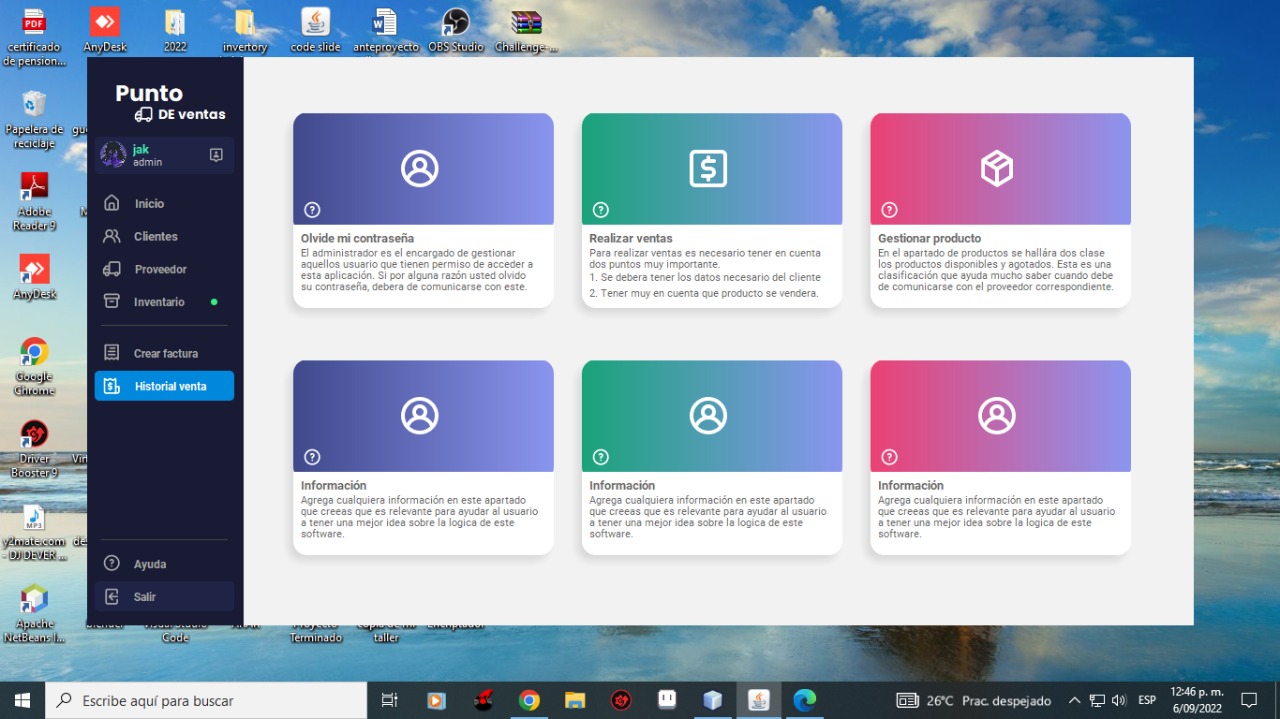 certificado
de pension...
AnyDesk
2022
invertory
code slide
anteproyecto
OBS Studio
Challenge-...
Papelera de
reciclaje
Adobe
Reader 9
AnyDesk
Google
Chrome
Driver
Booster 9
y2mate.com
- DJ DEVER ...
Apache
NetBeans I...
Punto
DE ventas
jak
admin
Inicio
Clientes
Proveedor
Inventario
Crear factura
Historial venta
Ayuda
Salir
Olvide mi contraseña
El administrador es el encargado de gestionar
aquellos usuario que tienen permiso de acceder a
esta aplicación. Si por alguna razón usted olvido
su contraseña, debera de comunicarse con este.
Realizar ventas
Para realizar ventas es necesario tener en cuenta
dos puntos muy importante.
1. Se debera tener los datos necesario del cliente
2. Tener muy en cuenta que producto se vendera.
Gestionar producto
En el apartado de productos se hallára dos clase
los productos disponibles y agotados. Esta es una
clasificación que ayuda mucho saber cuando debe
de comunicarse con el proveedor correspondiente.
Información
Agrega cualquiera información en este apartado
que creeas que es relevante para ayudar al usuario
a tener una mejor idea sobre la logica de este
software.
Información
Agrega cualquiera información en este apartado
que creeas que es relevante para ayudar al usuario
a tener una mejor idea sobre la logica de este
software.
Información
Agrega cualquiera información en este apartado
que creeas que es relevante para ayudar al usuario
a tener una mejor idea sobre la logica de este
software.
Code
Proyecto
Terminado
taller
Escribe aquí para buscar
26°C Prac. despejado
ESP
12:46 p. m.
6/09/2022